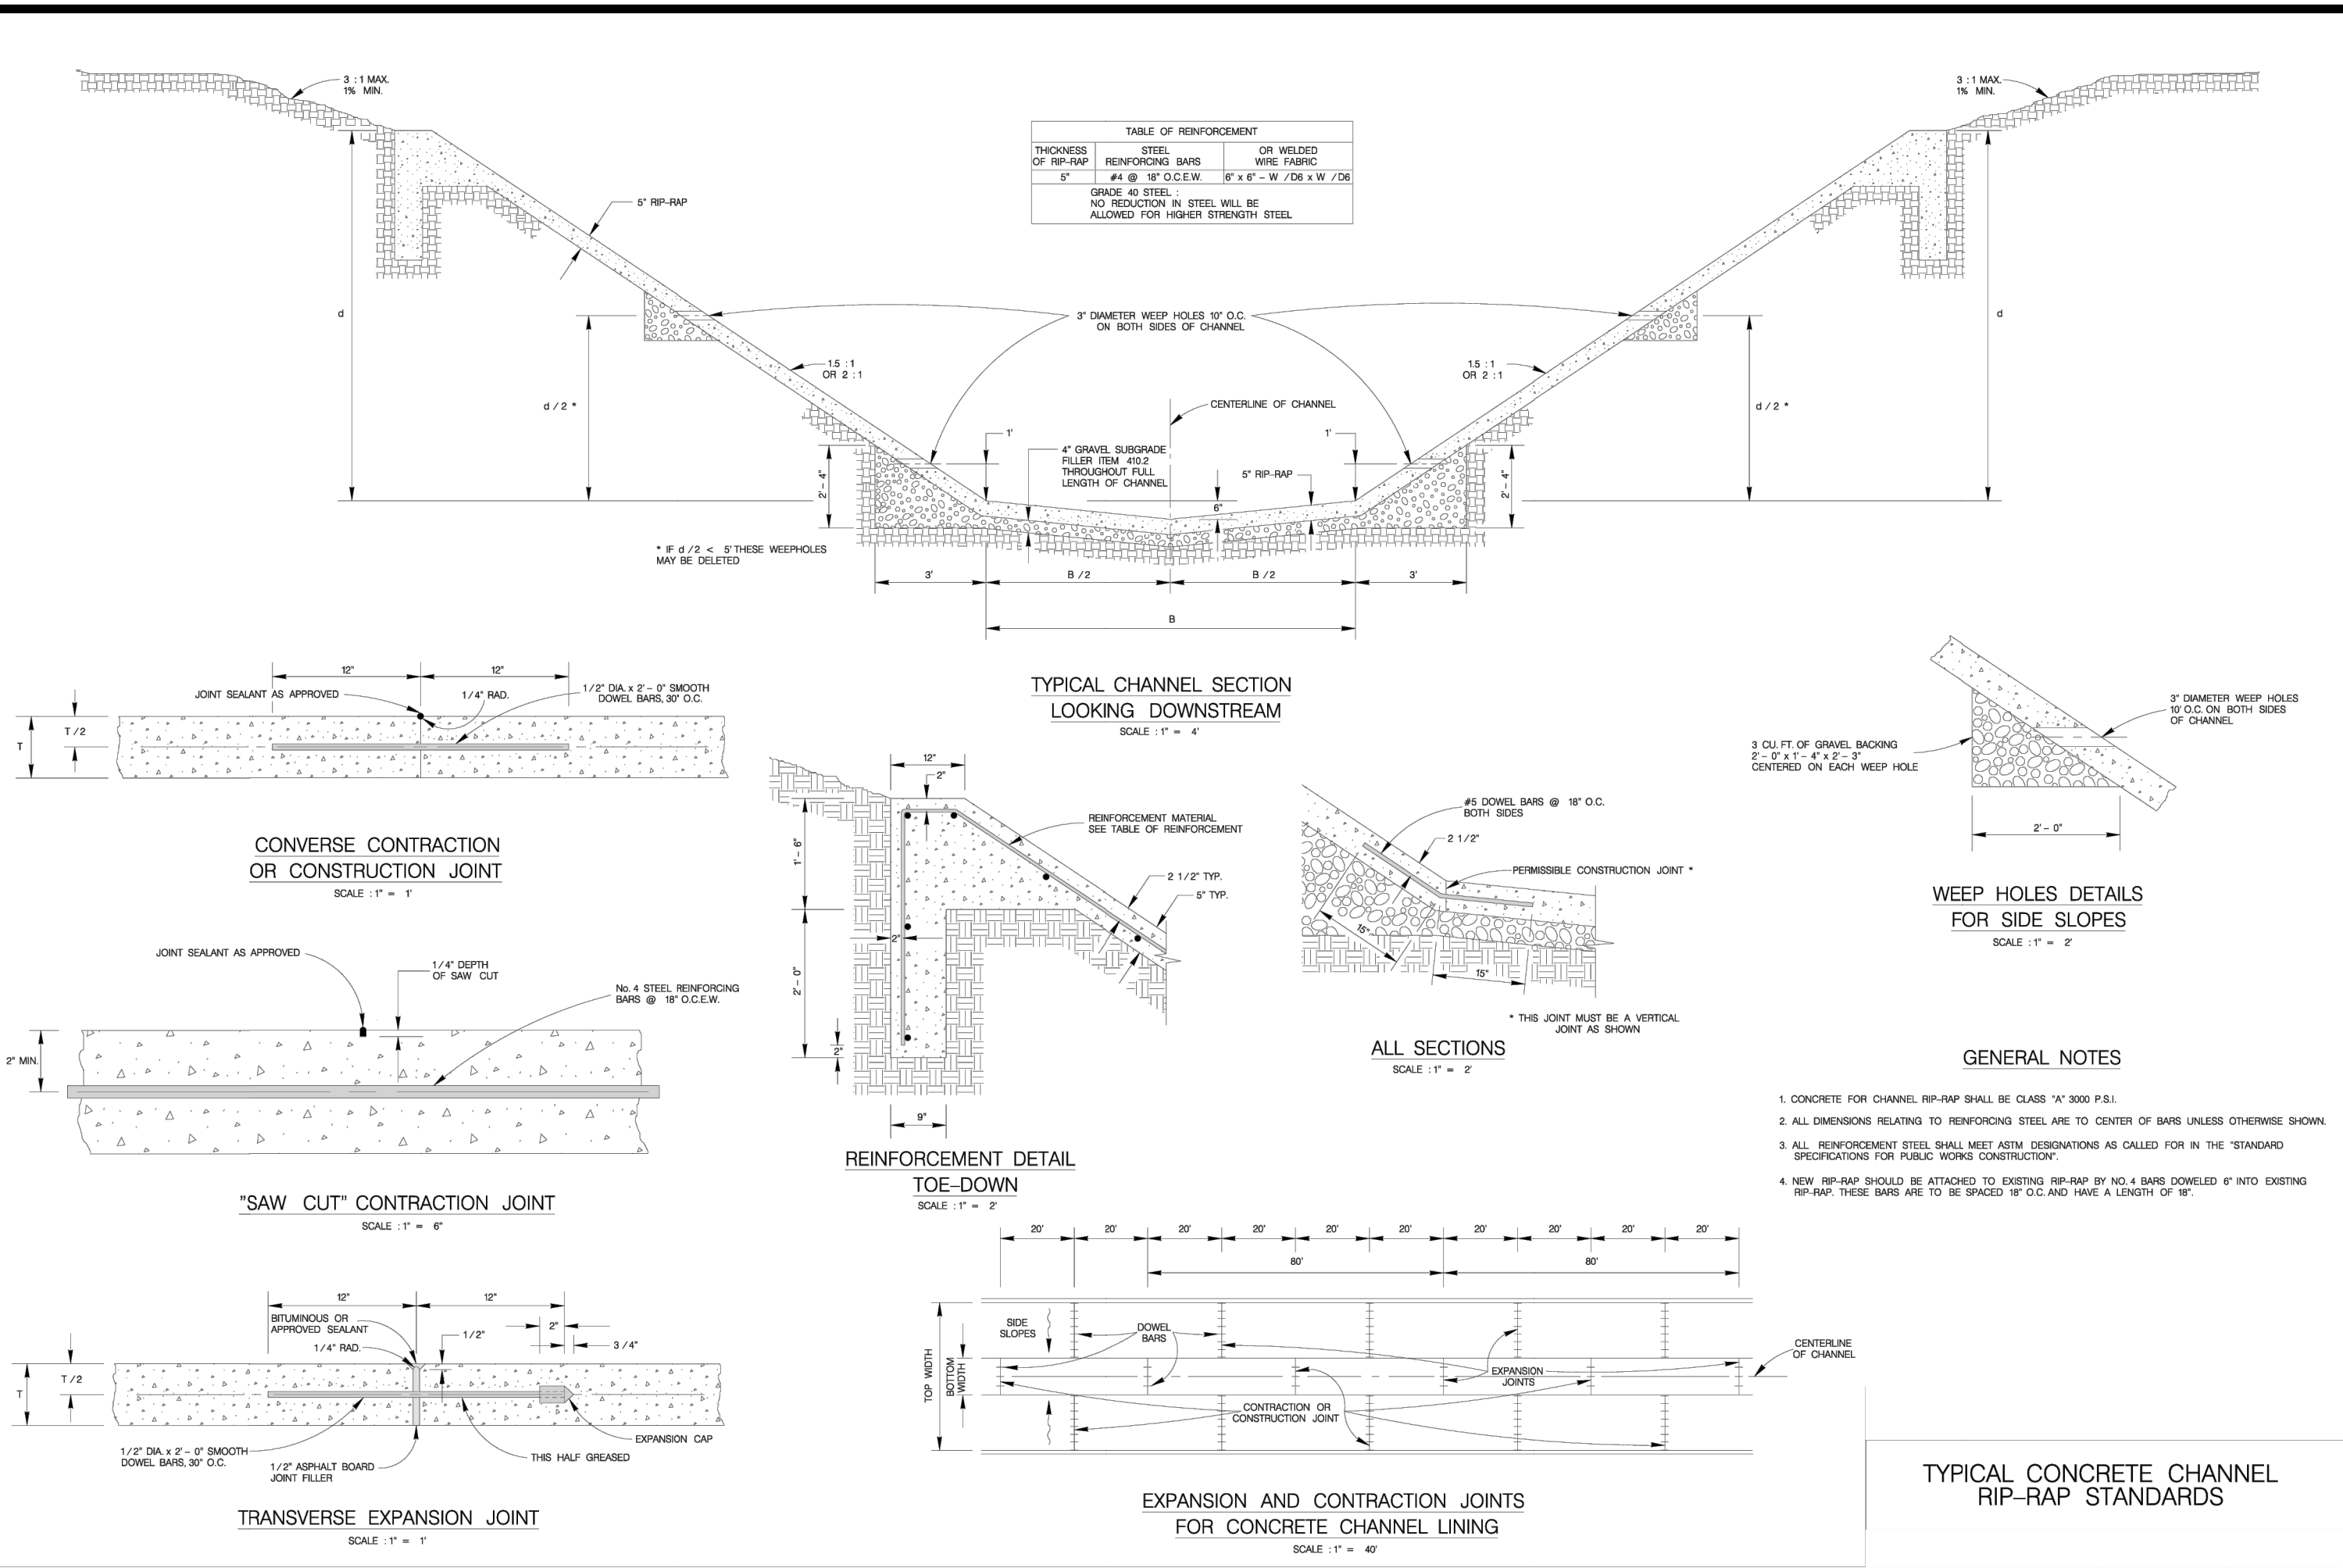 3 : 1 MAX.
1% MIN.
3 : 1 MAX.
1% MIN.
TABLE OF REINFORCEMENT
THICKNESS
OF RIP-RAP
STEEL
REINFORCING BARS
OR WELDED
WIRE FABRIC
5"
#4 @ 18" O.C.E.W.
6" x 6" - W /D6 x W /D6
GRADE 40 STEEL :
NO REDUCTION IN STEEL WILL BE
ALLOWED FOR HIGHER STRENGTH STEEL
5" RIP-RAP
d
d
3" DIAMETER WEEP HOLES 10" O.C.
ON BOTH SIDES OF CHANNEL
1.5 : 1
OR 2 : 1
1.5 : 1
OR 2 : 1
d / 2 *
d / 2 *
CENTERLINE OF CHANNEL
1'
1'
4" GRAVEL SUBGRADE
FILLER ITEM 410.2
THROUGHOUT FULL
LENGTH OF CHANNEL
5" RIP-RAP
2' - 4"
2' - 4"
6"
* IF d /2 < 5' THESE WEEPHOLES
MAY BE DELETED
3'
B /2
B /2
3'
B
TYPICAL CHANNEL SECTION
LOOKING DOWNSTREAM
SCALE : 1" = 4'
12"
12"
JOINT SEALANT AS APPROVED
1/4" RAD.
1/2" DIA. x 2' - 0" SMOOTH
DOWEL BARS, 30" O.C.
T
T /2
CONVERSE CONTRACTION
OR CONSTRUCTION JOINT
SCALE : 1" = 1'
JOINT SEALANT AS APPROVED
1/4" DEPTH
OF SAW CUT
No. 4 STEEL REINFORCING
BARS @ 18" O.C.E.W.
2" MIN.
"SAW CUT" CONTRACTION JOINT
SCALE : 1" = 6"
12"
12"
BITUMINOUS OR
APPROVED SEALANT
1/4" RAD.
1/2"
2"
3 /4"
T
T /2
1/2" DIA. x 2' - 0" SMOOTH
DOWEL BARS, 30" O.C.
1/2" ASPHALT BOARD
JOINT FILLER
THIS HALF GREASED
EXPANSION CAP
TRANSVERSE EXPANSION JOINT
SCALE : 1" = 1'
12"
2"
1' - 6"
REINFORCEMENT MATERIAL
SEE TABLE OF REINFORCEMENT
2 1/2" TYP.
5" TYP.
2"
2' - 0"
2"
9"
REINFORCEMENT DETAIL
TOE-DOWN
SCALE : 1" = 2'
#5 DOWEL BARS @ 18" O.C.
BOTH SIDES
2 1/2"
PERMISSIBLE CONSTRUCTION JOINT *
15"
15"
* THIS JOINT MUST BE A VERTICAL
JOINT AS SHOWN
ALL SECTIONS
SCALE : 1" = 2'
3" DIAMETER WEEP HOLES
10' O.C. ON BOTH SIDES
OF CHANNEL
3 CU. FT. OF GRAVEL BACKING
2' - 0" x 1' - 4" x 2' - 3"
CENTERED ON EACH WEEP HOLE
2' - 0"
WEEP HOLES DETAILS
FOR SIDE SLOPES
SCALE : 1" = 2'
GENERAL NOTES
1. CONCRETE FOR CHANNEL RIP-RAP SHALL BE CLASS "A" 3000 P.S.I.
2. ALL DIMENSIONS RELATING TO REINFORCING STEEL ARE TO CENTER OF BARS UNLESS OTHERWISE SHOWN.
3. ALL REINFORCEMENT STEEL SHALL MEET ASTM DESIGNATIONS AS CALLED FOR IN THE "STANDARD
SPECIFICATIONS FOR PUBLIC WORKS CONSTRUCTION".
4. NEW RIP-RAP SHOULD BE ATTACHED TO EXISTING RIP-RAP BY NO. 4 BARS DOWELED 6" INTO EXISTING
RIP-RAP. THESE BARS ARE TO BE SPACED 18" O.C. AND HAVE A LENGTH OF 18".
20' 20' 20' 20' 20' 20' 20' 20' 20' 20'
80'
80'
TOP WIDTH
BOTTOM
WIDTH
SIDE
SLOPES
DOWEL
BARS
EXPANSION
JOINTS
CENTERLINE
OF CHANNEL
CONTRACTION OR
CONSTRUCTION JOINT
EXPANSION AND CONTRACTION JOINTS
FOR CONCRETE CHANNEL LINING
SCALE : 1" = 40'
TYPICAL CONCRETE CHANNEL
RIP-RAP STANDARDS